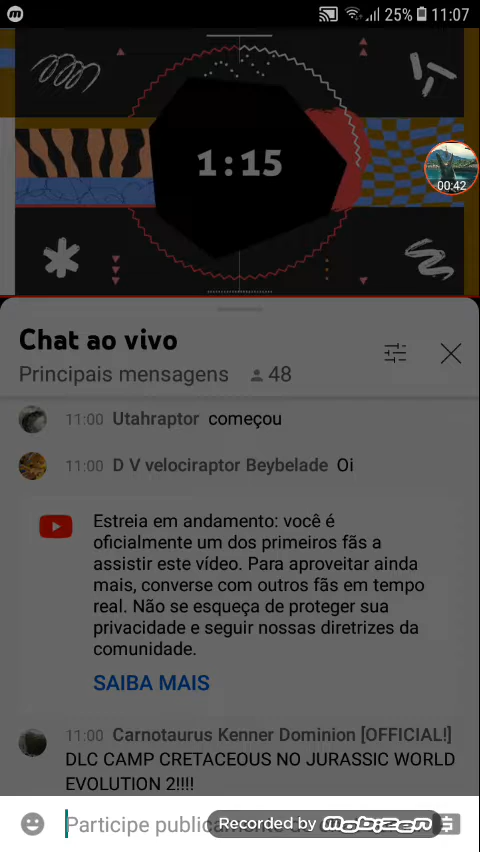 25% 11:07
1:15
00:42
Chat ao vivo
Principais mensagens 48
11:00 Utahraptor começou
11:00 D V velociraptor Beybelade Oi
Estreia em andamento: você é
oficialmente um dos primeiros fãs a
assistir este vídeo. Para aproveitar ainda
mais, converse com outros fãs em tempo
real. Não se esqueça de proteger sua
privacidade e seguir nossas diretrizes da
comunidade.
SAIBA MAIS
11:00 Carnotaurus Kenner Dominion [OFFICIAL!]
DLC CAMP CRETACEOUS NO JURASSIC WORLD
EVOLUTION 2!!!!
Participe publica
Recorded by mobizen